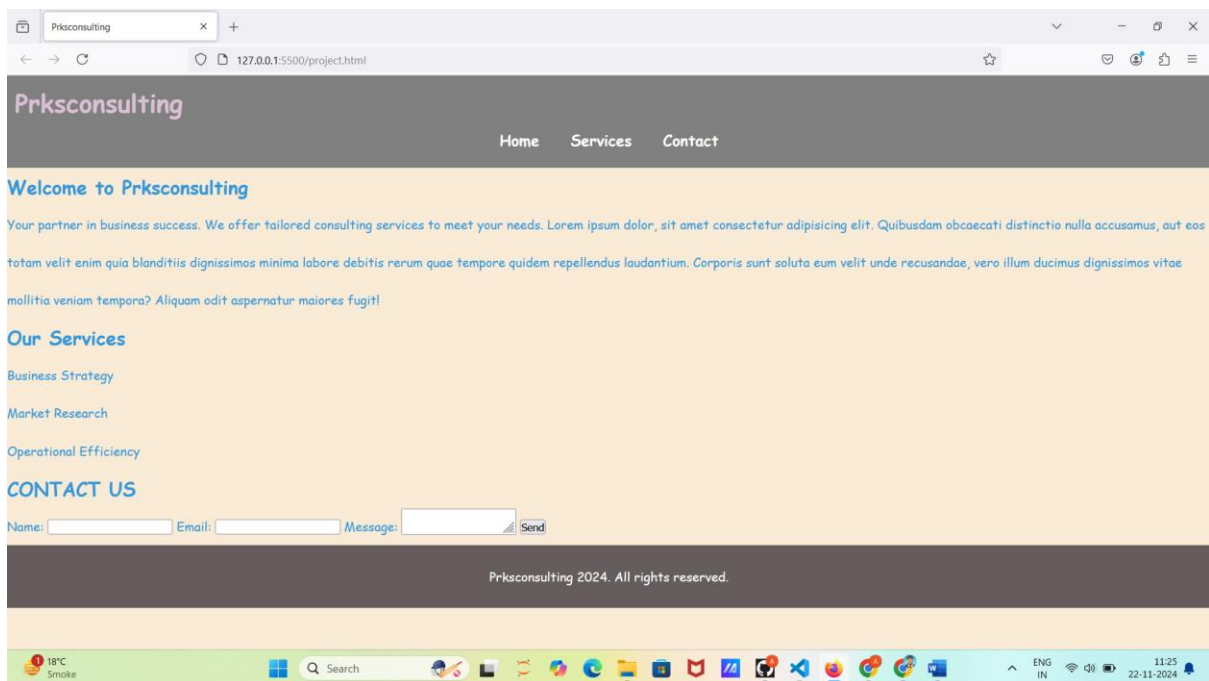 Prksconsulting
127.0.0.1:5500/project.html
Prksconsulting
Home Services Contact
Welcome to Prksconsulting
Your partner in business success. We offer tailored consulting services to meet your needs. Lorem ipsum dolor, sit amet consectetur adipisicing elit. Quibusdam obcaecati distinctio nulla accusamus, aut eos
totam velit enim quia blanditiis dignissimos minima labore debitis rerum quae tempore quidem repellendus laudantium. Corporis sunt soluta eum velit unde recusandae, vero illum ducimus dignissimos vitae
mollitia veniam tempora? Aliquam odit aspernatur maiores fugit!
Our Services
Business Strategy
Market Research
Operational Efficiency
CONTACT US
Name: Email: Message: Send
Prksconsulting 2024. All rights reserved.
1 18°C
Smoke
Search
ENG
IN
11:25
22-11-2024